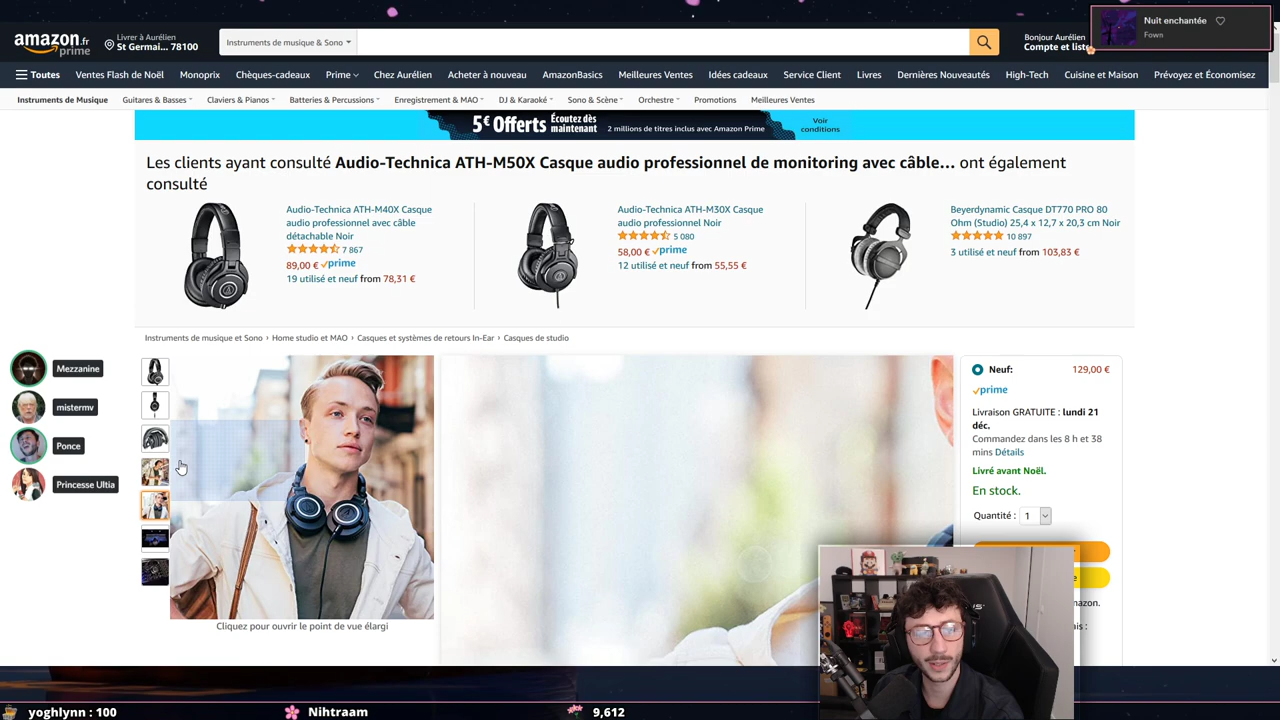 amazon.fr
prime
Livrer à Aurélien
St Germai... 78100
Instruments de musique & Sono
Bonjour Aurélien
Compte et liste
Nuit enchantée
Fown
Toutes
Ventes Flash de Noël
Monoprix
Chèques-cadeaux
Prime
Chez Aurélien
Acheter à nouveau
AmazonBasics
Meilleures Ventes
Idées cadeaux
Service Client
Livres
Dernières Nouveautés
High-Tech
Cuisine et Maison
Prévoyez et Économisez
Instruments de Musique
Guitares & Basses
Claviers & Pianos
Batteries & Percussions
Enregistrement & MAO
DJ & Karaoké
Sono & Scène
Orchestre
Promotions
Meilleures Ventes
5€ Offerts Écoutez dès maintenant
2 millions de titres inclus avec Amazon Prime
Voir
conditions
Les clients ayant consulté Audio-Technica ATH-M50X Casque audio professionnel de monitoring avec câble... ont également
consulté
Audio-Technica ATH-M40X Casque
audio professionnel avec câble
détachable Noir
7 867
89,00 € prime
19 utilisé et neuf from 78,31 €
Audio-Technica ATH-M30X Casque
audio professionnel Noir
5 080
58,00 € prime
12 utilisé et neuf from 55,55 €
Beyerdynamic Casque DT770 PRO 80
Ohm (Studio) 25,4 x 12,7 x 20,3 cm Noir
10 897
3 utilisé et neuf from 103,83 €
Instruments de musique et Sono › Home studio et MAO › Casques et systèmes de retours In-Ear › Casques de studio
Mezzanine
mistermv
Ponce
Princesse Ultia
Cliquez pour ouvrir le point de vue élargi
Neuf: 129,00 €
prime
Livraison GRATUITE : lundi 21
déc.
Commandez dans les 8 h et 38
mins Détails
Livré avant Noël.
En stock.
Quantité : 1
mazon.
yoghlynn : 100
Nihtraam
9,612